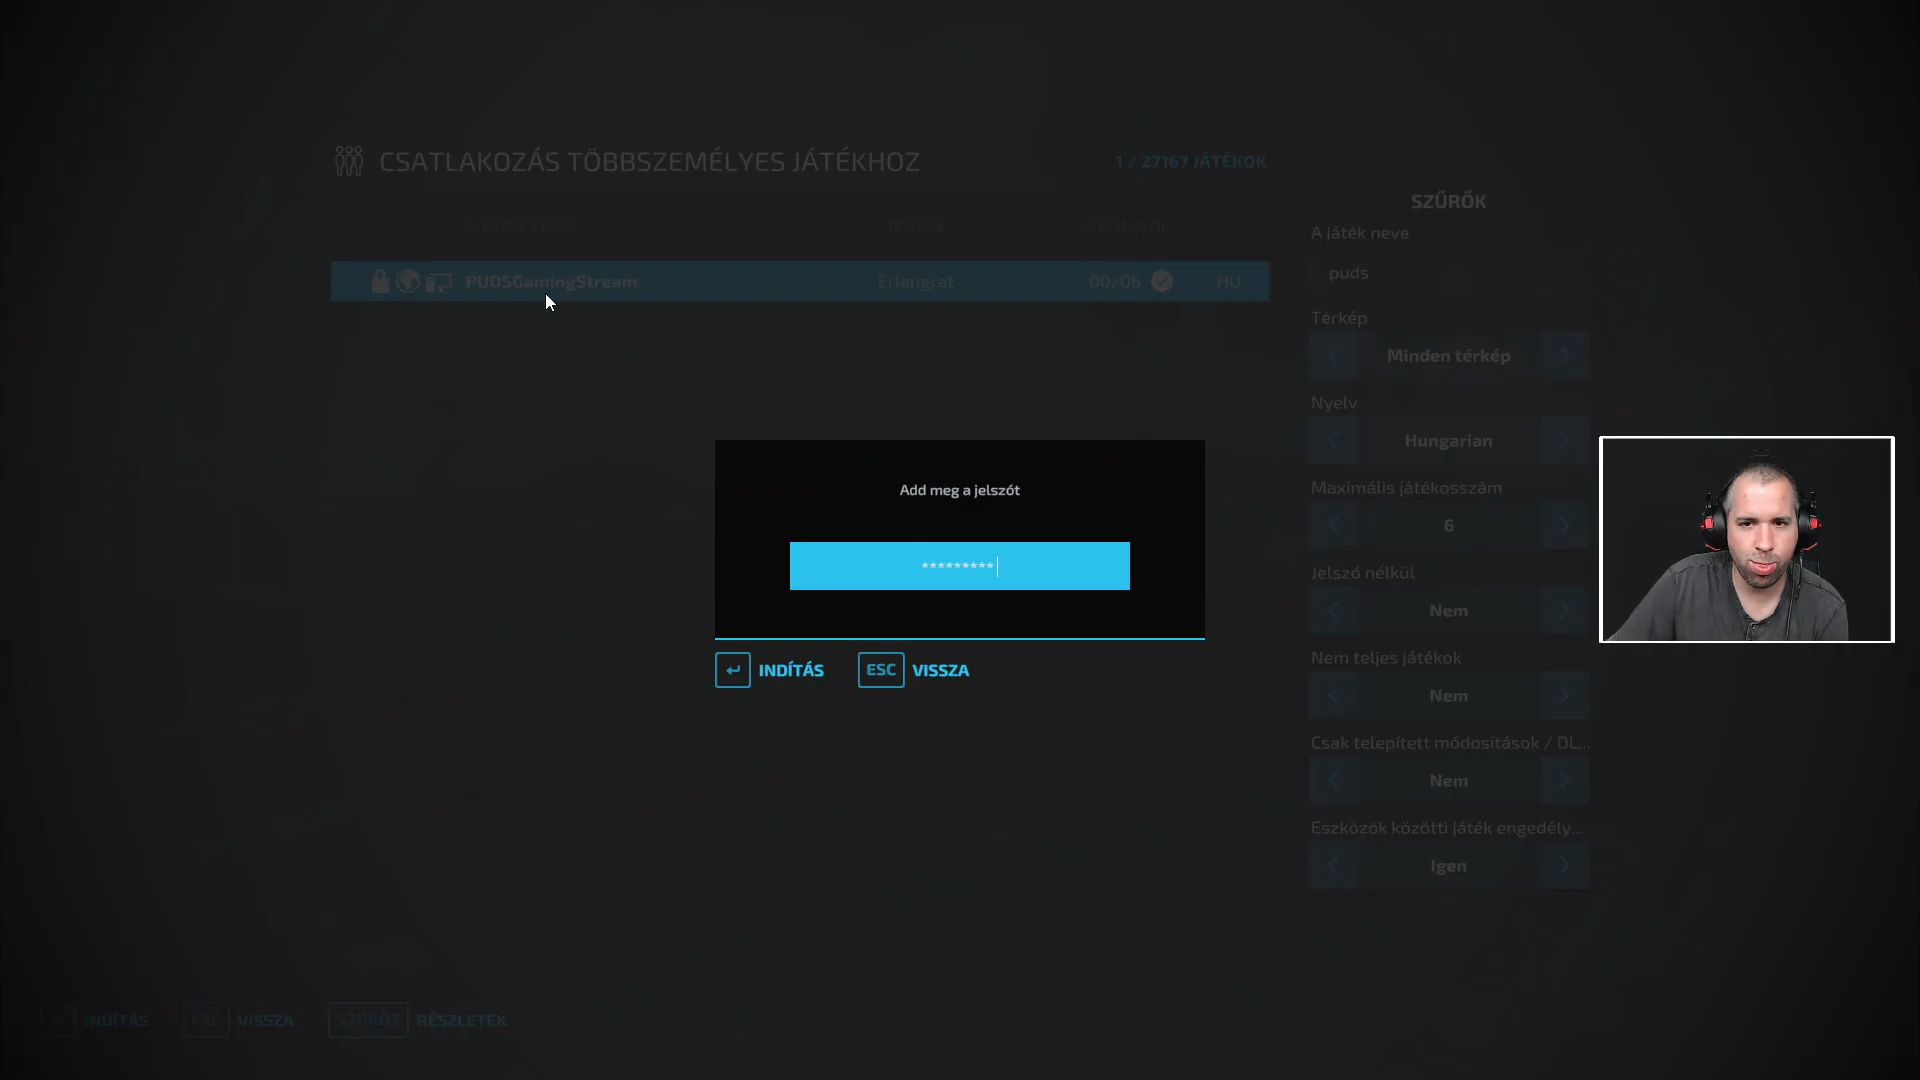 CSATLAKOZÁS TÖBBSZEMÉLYES JÁTÉKHOZ
1 / 27167 JÁTÉKOK
PUDSGamingStream Erlengrat 00/06 HU
SZŰRŐK
A játék neve
puds
Térkép
Minden térkép
Nyelv
Hungarian
Maximális játékosszám
6
Jelszó nélkül
Nem
Nem teljes játékok
Nem
Csak telepített módosítások / DL...
Nem
Eszközök közötti játék engedély...
Igen
Add meg a jelszót
*********
INDÍTÁS ESC VISSZA
INDÍTÁS ESC VISSZA SZÓKÖZ RÉSZLETEK